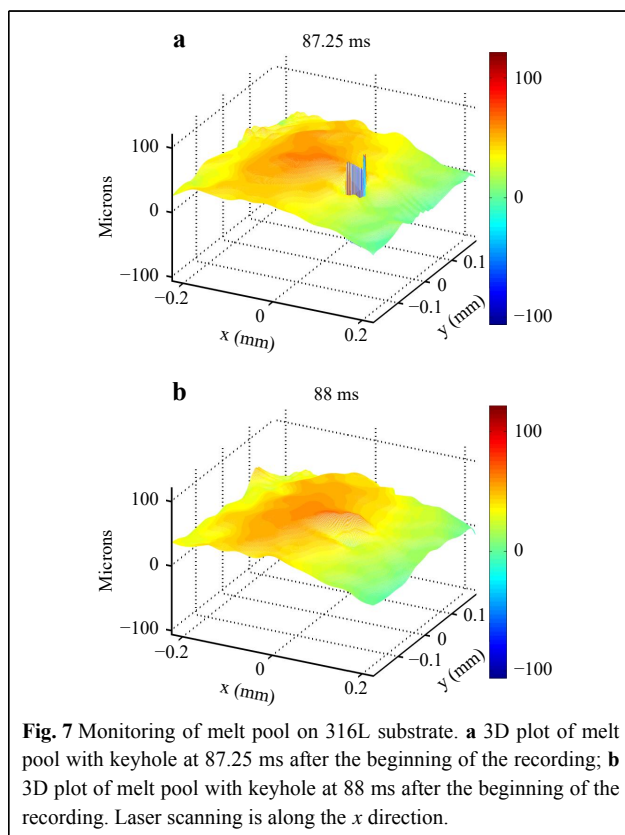 a
87.25 ms
100
0
−100
Microns
100
0
−100
−0.2
0
0.2
x (mm)
−0.1
0
0.1
y (mm)
b
88 ms
100
0
−100
Microns
100
0
−100
−0.2
0
0.2
x (mm)
−0.1
0
0.1
y (mm)
Fig. 7 Monitoring of melt pool on 316L substrate. a 3D plot of melt
pool with keyhole at 87.25 ms after the beginning of the recording; b
3D plot of melt pool with keyhole at 88 ms after the beginning of the
recording. Laser scanning is along the x direction.